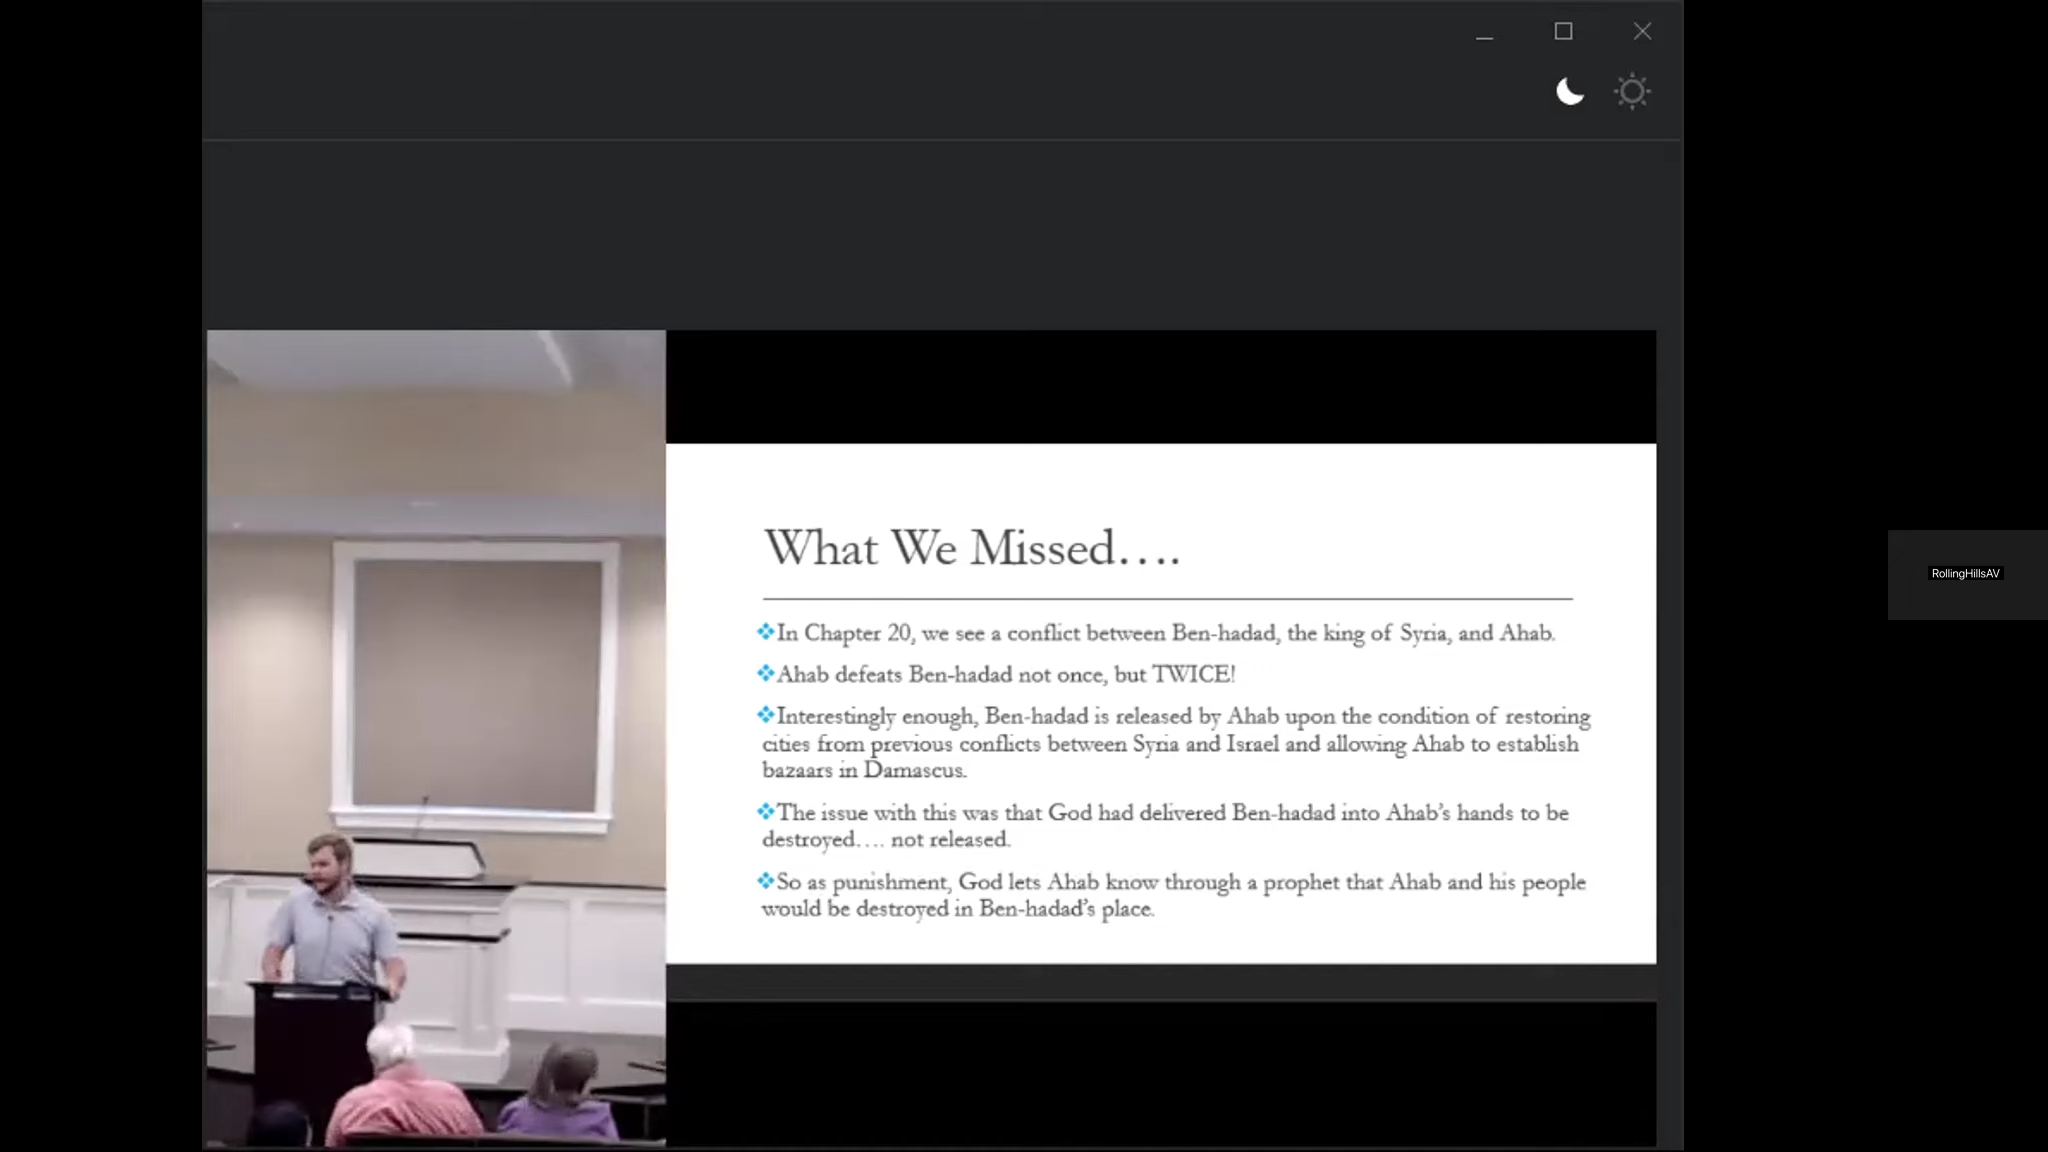 What We Missed….
In Chapter 20, we see a conflict between Ben-hadad, the king of Syria, and Ahab.
Ahab defeats Ben-hadad not once, but TWICE!
Interestingly enough, Ben-hadad is released by Ahab upon the condition of restoring
cities from previous conflicts between Syria and Israel and allowing Ahab to establish
bazaars in Damascus.
The issue with this was that God had delivered Ben-hadad into Ahab’s hands to be
destroyed…. not released.
So as punishment, God lets Ahab know through a prophet that Ahab and his people
would be destroyed in Ben-hadad’s place.
RollingHillsAV